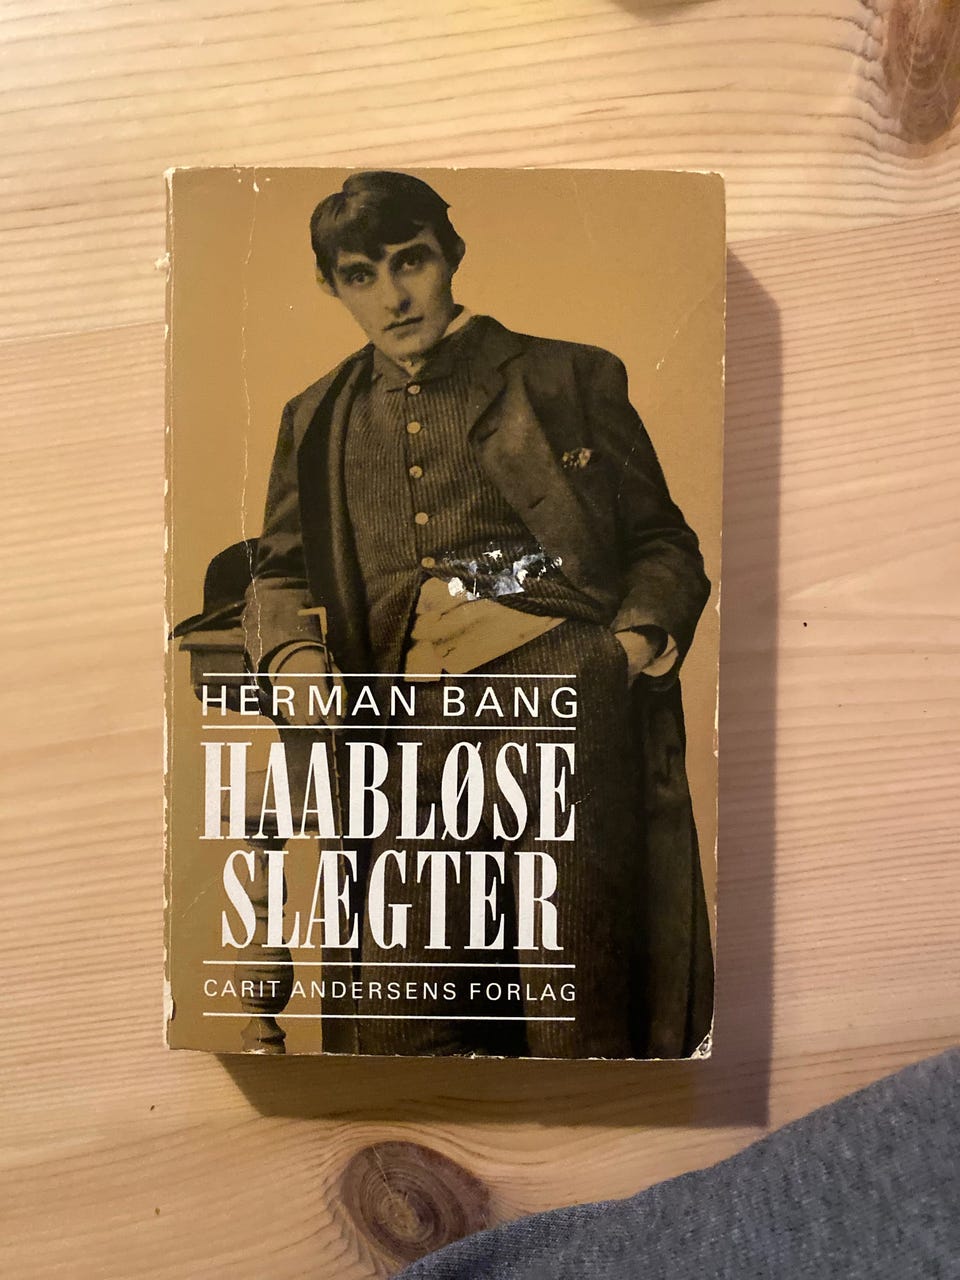 HERMAN BANG
HAABLØSE
SLÆGTER
CARIT ANDERSENS FORLAG